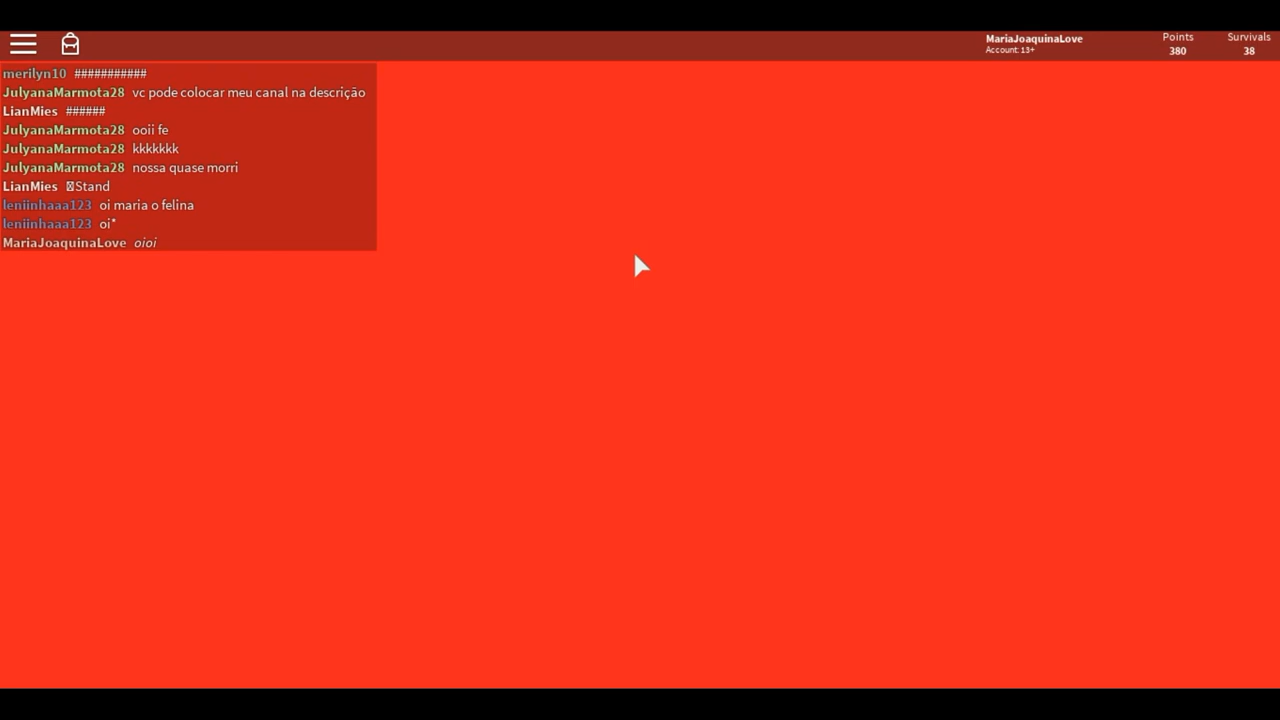 MariaJoaquinaLove
Account: 13+
Points
380
Survivals
38
merilyn10 ###########
JulyanaMarmota28 vc pode colocar meu canal na descrição
LianMies ######
JulyanaMarmota28 ooii fe
JulyanaMarmota28 kkkkkkk
JulyanaMarmota28 nossa quase morri
LianMies Stand
leniinhaaa123 oi maria o felina
leniinhaaa123 oi*
MariaJoaquinaLove oioi